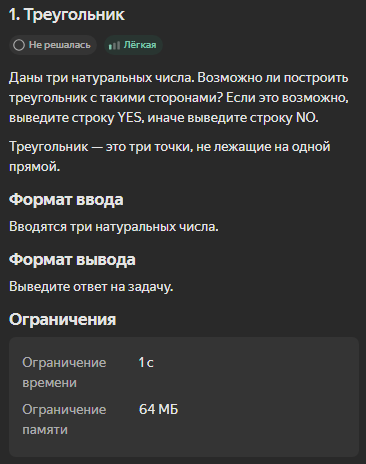 1. Треугольник
Не решалась Лёгкая
Даны три натуральных числа. Возможно ли построить
треугольник с такими сторонами? Если это возможно,
выведите строку YES, иначе выведите строку NO.
Треугольник — это три точки, не лежащие на одной
прямой.
Формат ввода
Вводятся три натуральных числа.
Формат вывода
Выведите ответ на задачу.
Ограничения
Ограничение 1 с
времени
Ограничение 64 МБ
памяти